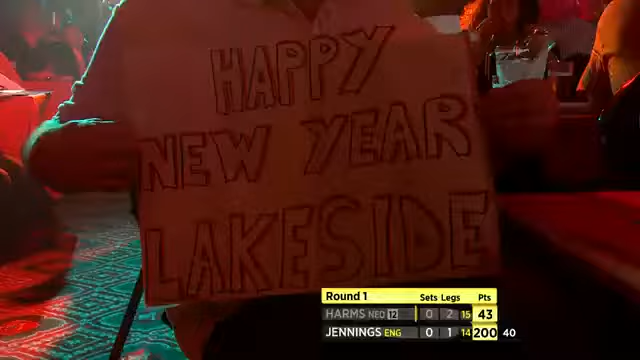 HAPPY
NEW YEAR
LAKESIDE
Round 1 Sets Legs Pts
HARMS NED 12 0 2 15 43
JENNINGS ENG 0 1 14 200 40